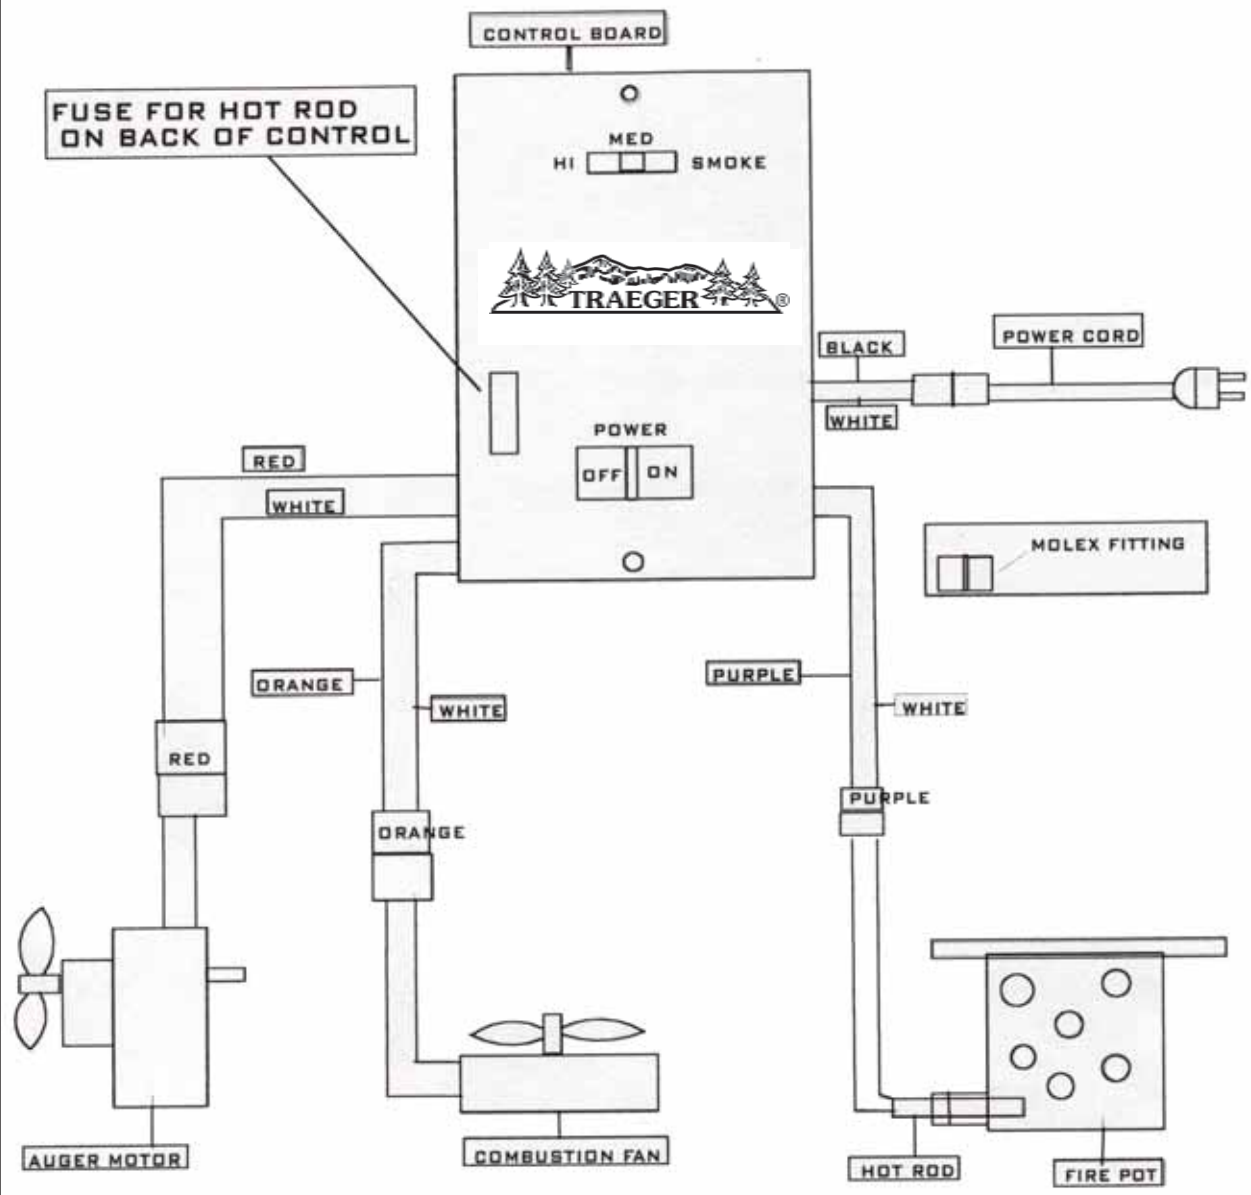 CONTROL BOARD
FUSE FOR HOT ROD
ON BACK OF CONTROL
MED
HI
SMOKE
TRAEGER®
BLACK
POWER CORD
WHITE
POWER
OFF
ON
RED
WHITE
MOLEX FITTING
ORANGE
WHITE
PURPLE
WHITE
RED
PURPLE
ORANGE
AUGER MOTOR
COMBUSTION FAN
HOT ROD
FIRE POT